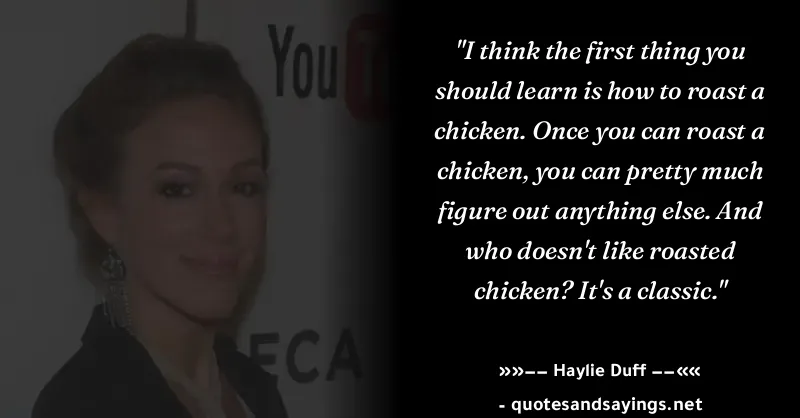 You
"I think the first thing you
should learn is how to roast a
chicken. Once you can roast a
chicken, you can pretty much
figure out anything else. And
who doesn't like roasted
chicken? It's a classic."
ECA
»»–– Haylie Duff ––««
- quotesandsayings.net